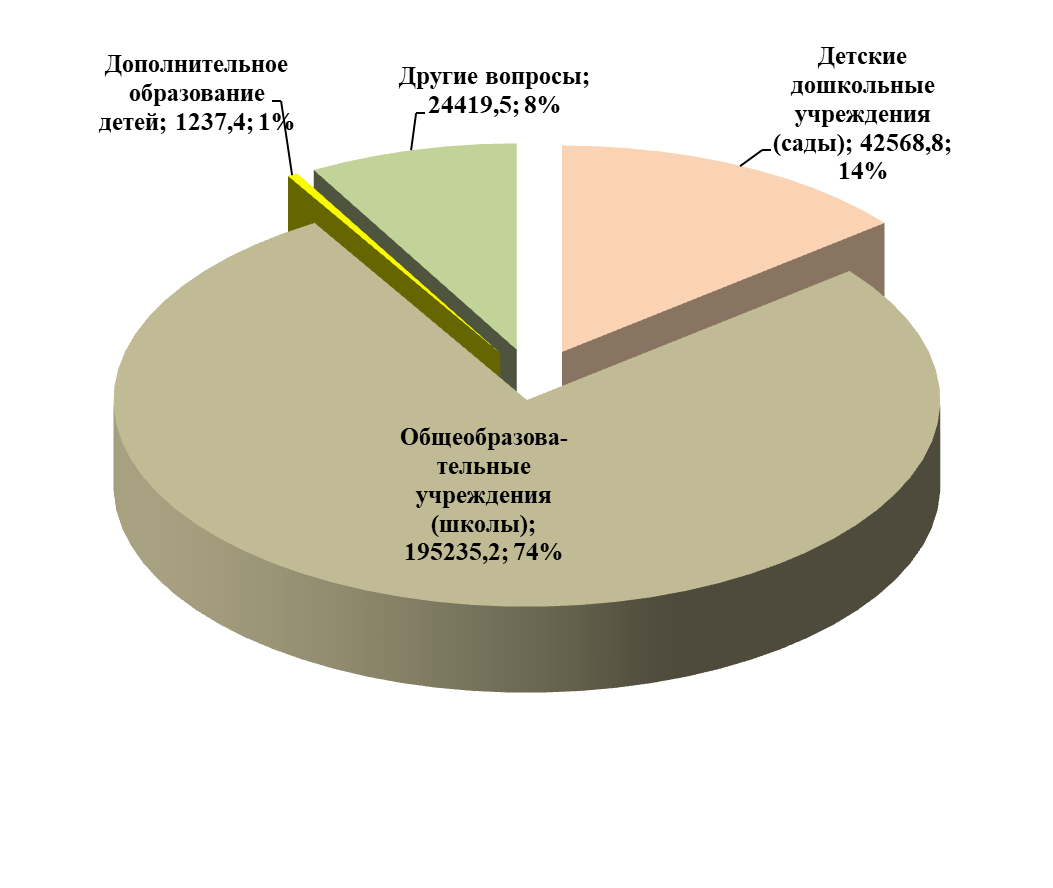 Дополнительное
образование
детей; 1237,4; 1%
Другие вопросы;
24419,5; 8%
Детские
дошкольные
учреждения
(сады); 42568,8;
14%
Общеобразова-
тельные
учреждения
(школы);
195235,2; 74%